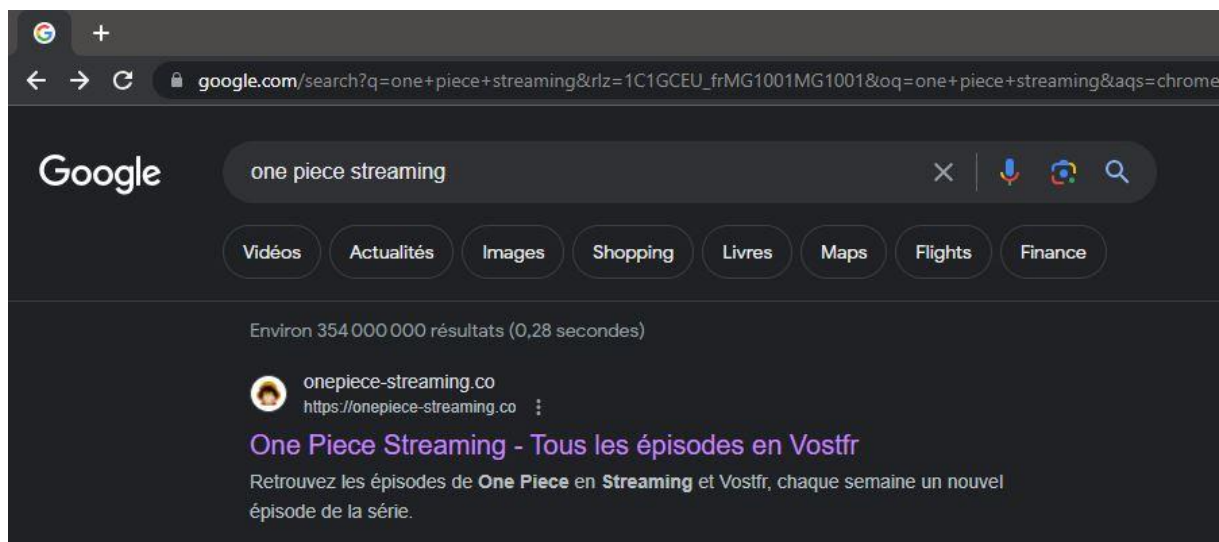 google.com/search?q=one+piece+streaming&rlz=1C1GCEU_frMG1001MG1001&oq=one+piece+streaming&aqs=chrome
Google
one piece streaming
Vidéos Actualités Images Shopping Livres Maps Flights Finance
Environ 354 000 000 résultats (0,28 secondes)
onepiece-streaming.co
https://onepiece-streaming.co
One Piece Streaming - Tous les épisodes en Vostfr
Retrouvez les épisodes de One Piece en Streaming et Vostfr, chaque semaine un nouvel
épisode de la série.